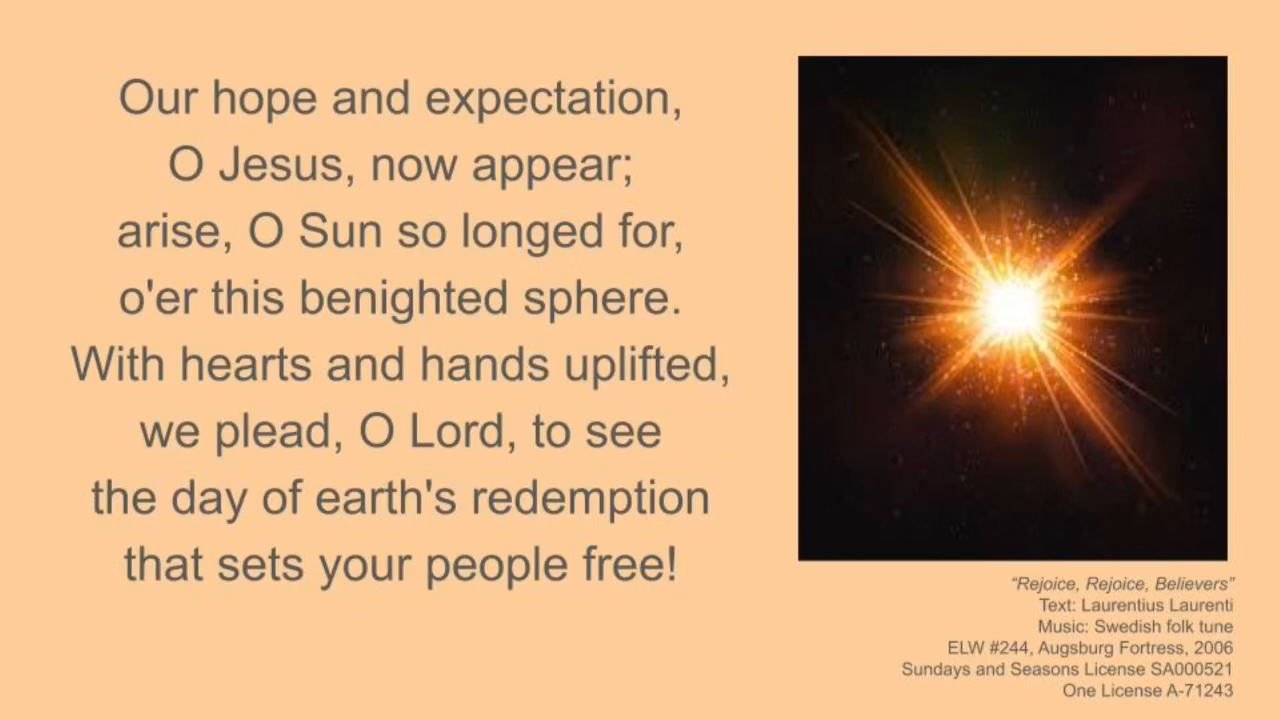 Our hope and expectation,
O Jesus, now appear;
arise, O Sun so longed for,
o'er this benighted sphere.
With hearts and hands uplifted,
we plead, O Lord, to see
the day of earth's redemption
that sets your people free!
“Rejoice, Rejoice, Believers”
Text: Laurentius Laurenti
Music: Swedish folk tune
ELW #244, Augsburg Fortress, 2006
Sundays and Seasons License SA000521
One License A-71243